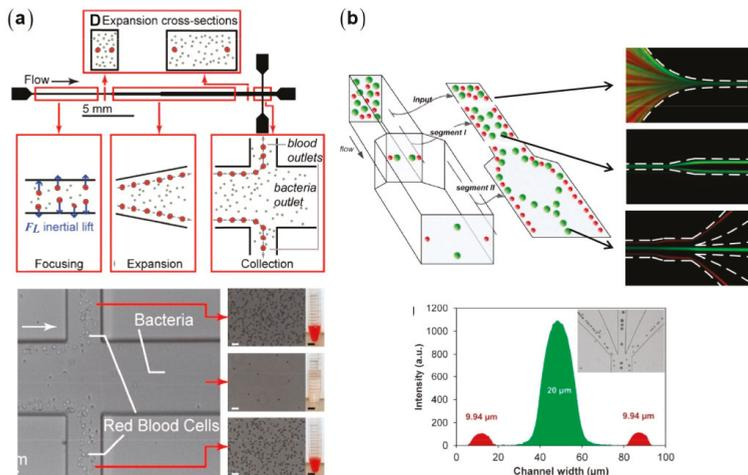 (a)
D Expansion cross-sections
Flow
5 mm
FL inertial lift
Focusing
Expansion
blood
outlets
bacteria
outlet
Collection
Bacteria
Red Blood Cells
m
(b)
input
segment I
flow
segment II
Intensity (a.u.)
1200
1000
800
600
400
200
0
9.94 µm
20 µm
9.94 µm
0
20
40
60
80
100
Channel width (µm)